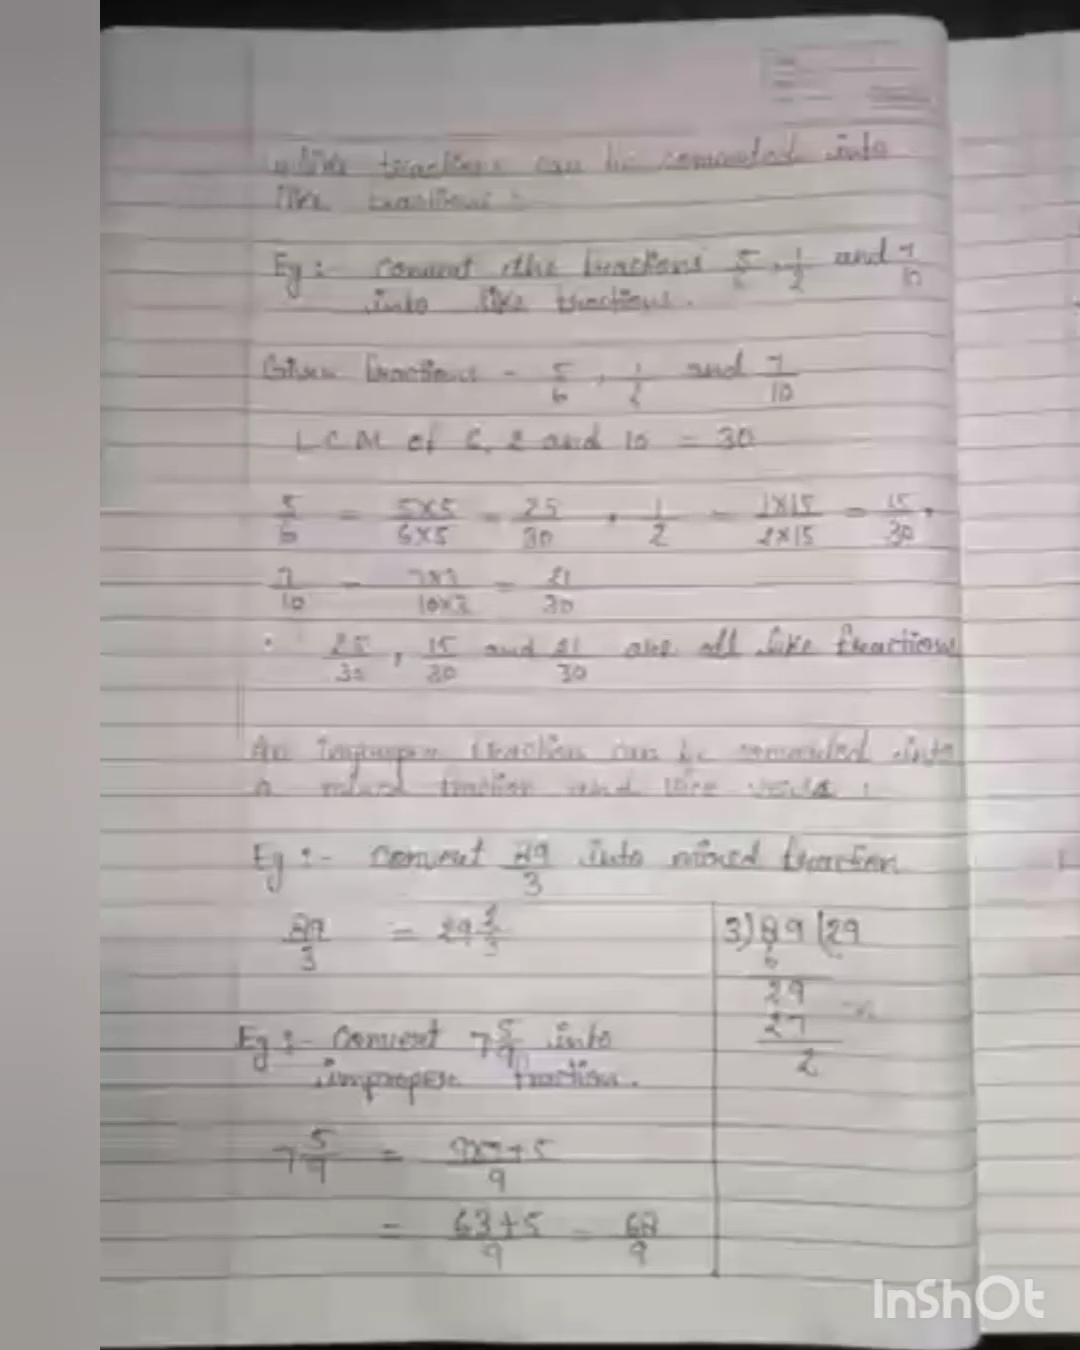 unlike fractions can be converted into
like fractions :
Eg :- convert the fractions 5/6, 1/2 and 7/10
into like fractions.
Given fractions - 5/6, 1/2 and 7/10
LCM of 6, 2 and 10 = 30
5/6 = 5×5/6×5 = 25/30, 1/2 = 1×15/2×15 = 15/30,
7/10 = 7×3/10×3 = 21/30
∴ 25/30, 15/30 and 21/30 are all like fractions
An improper fraction can be converted into
a mixed fraction and vice versa :
Eg :- Convert 89/3 into mixed fraction
89/3 = 29 2/3
3)89(29
6
29
27
2
Eg :- Convert 7 5/9 into
improper fraction.
7 5/9 = 9×7+5/9
= 63+5/9 = 68/9
InShOt